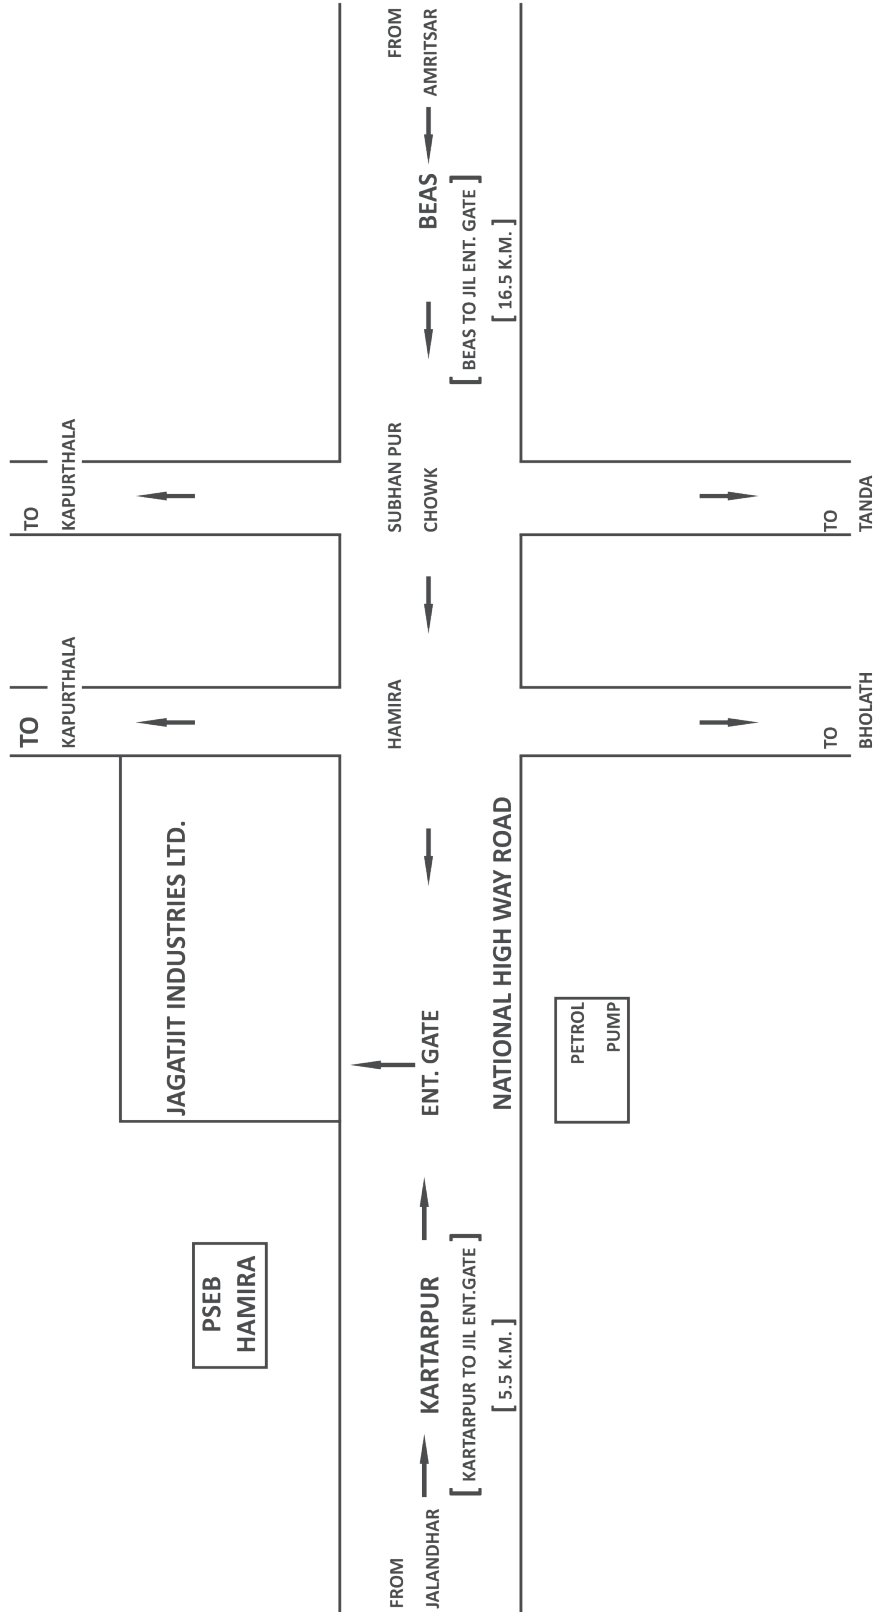 TO
KAPURTHALA
TO
KAPURTHALA
JAGATJIT INDUSTRIES LTD.
PSEB
HAMIRA
FROM
JALANDHAR
KARTARPUR
[ KARTARPUR TO JIL ENT.GATE ]
[ 5.5 K.M. ]
ENT. GATE
NATIONAL HIGH WAY ROAD
HAMIRA
SUBHAN PUR
CHOWK
BEAS
[ BEAS TO JIL ENT. GATE ]
[ 16.5 K.M. ]
FROM
AMRITSAR
PETROL
PUMP
TO
BHOLATH
TO
TANDA